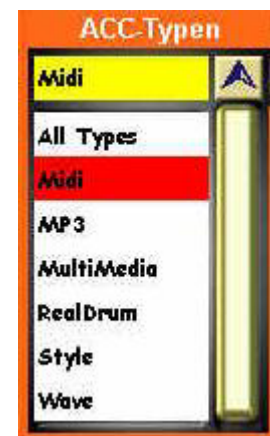 ACC-Typen
Midi
All Types
Midi
MP3
MultiMedia
RealDrum
Style
Wave